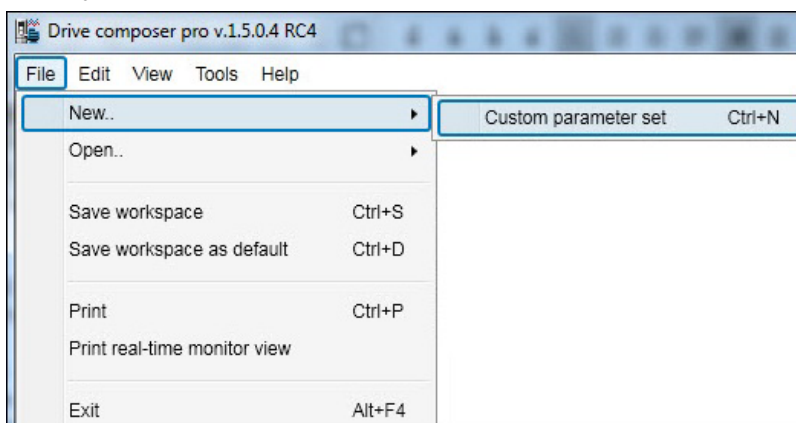 Drive composer pro v.1.5.0.4 RC4
File Edit View Tools Help
New..
Custom parameter set Ctrl+N
Open..
Save workspace Ctrl+S
Save workspace as default Ctrl+D
Print Ctrl+P
Print real-time monitor view
Exit Alt+F4